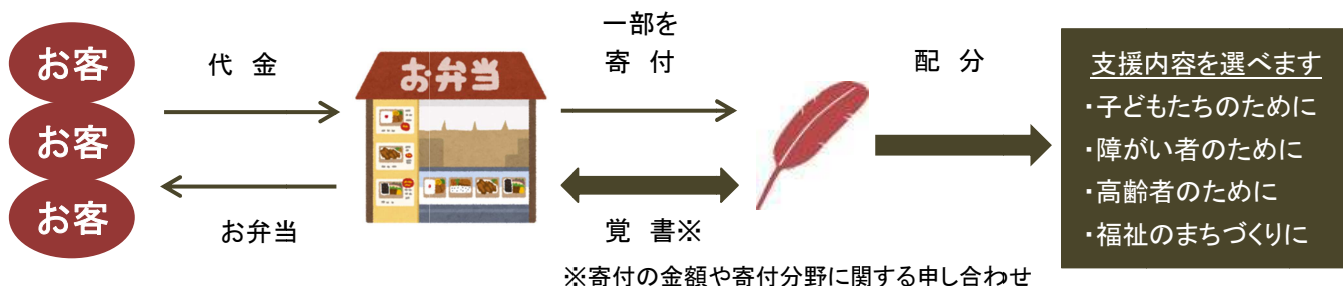 お客
お客
お客
代 金
お弁当
お弁当
一部を
寄 付
覚 書※
※寄付の金額や寄付分野に関する申し合わせ
配 分
支援内容を選べます
・子どもたちのために
・障がい者のために
・高齢者のために
・福祉のまちづくりに